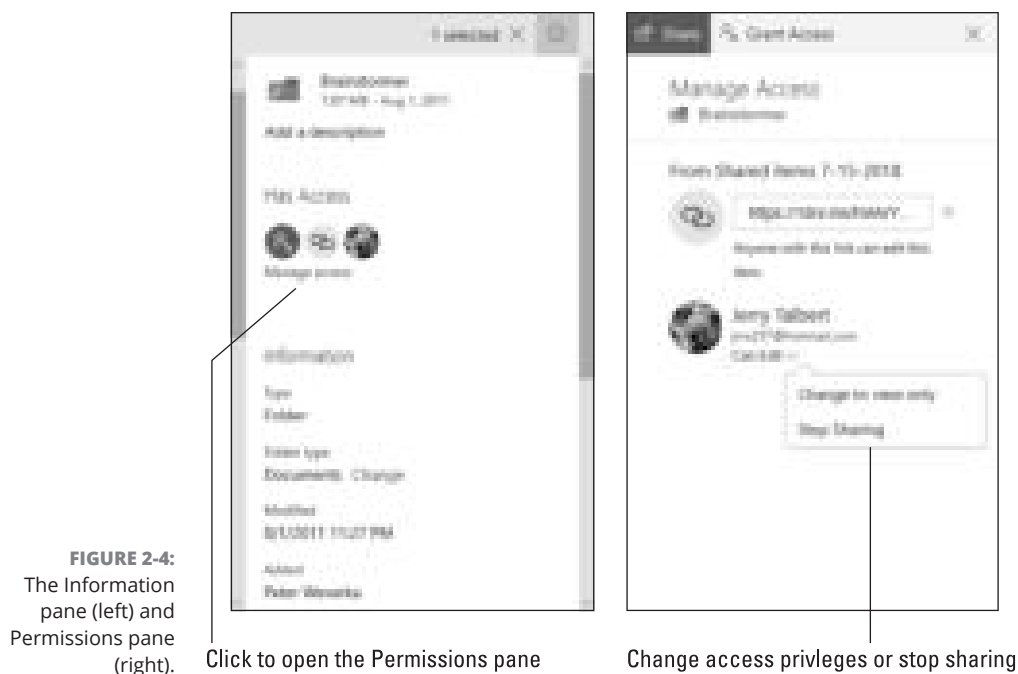 1 selected
Brainstormer
Aug 1, 2011
Add a description
Has Access
Manage access
Information
Type
Folder
Folder type
Documents Change
Modified
8/1/2011 11:27 PM
Added
Peter Weverka
Share Grant Access
Manage Access
Brainstormer
From Shared items 7-15-2018
Anyone with this link can edit this
item.
Jerry Talbert
Can Edit
Change to view only
Stop Sharing
FIGURE 2-4:
The Information
pane (left) and
Permissions pane
(right).
Click to open the Permissions pane
Change access privleges or stop sharing